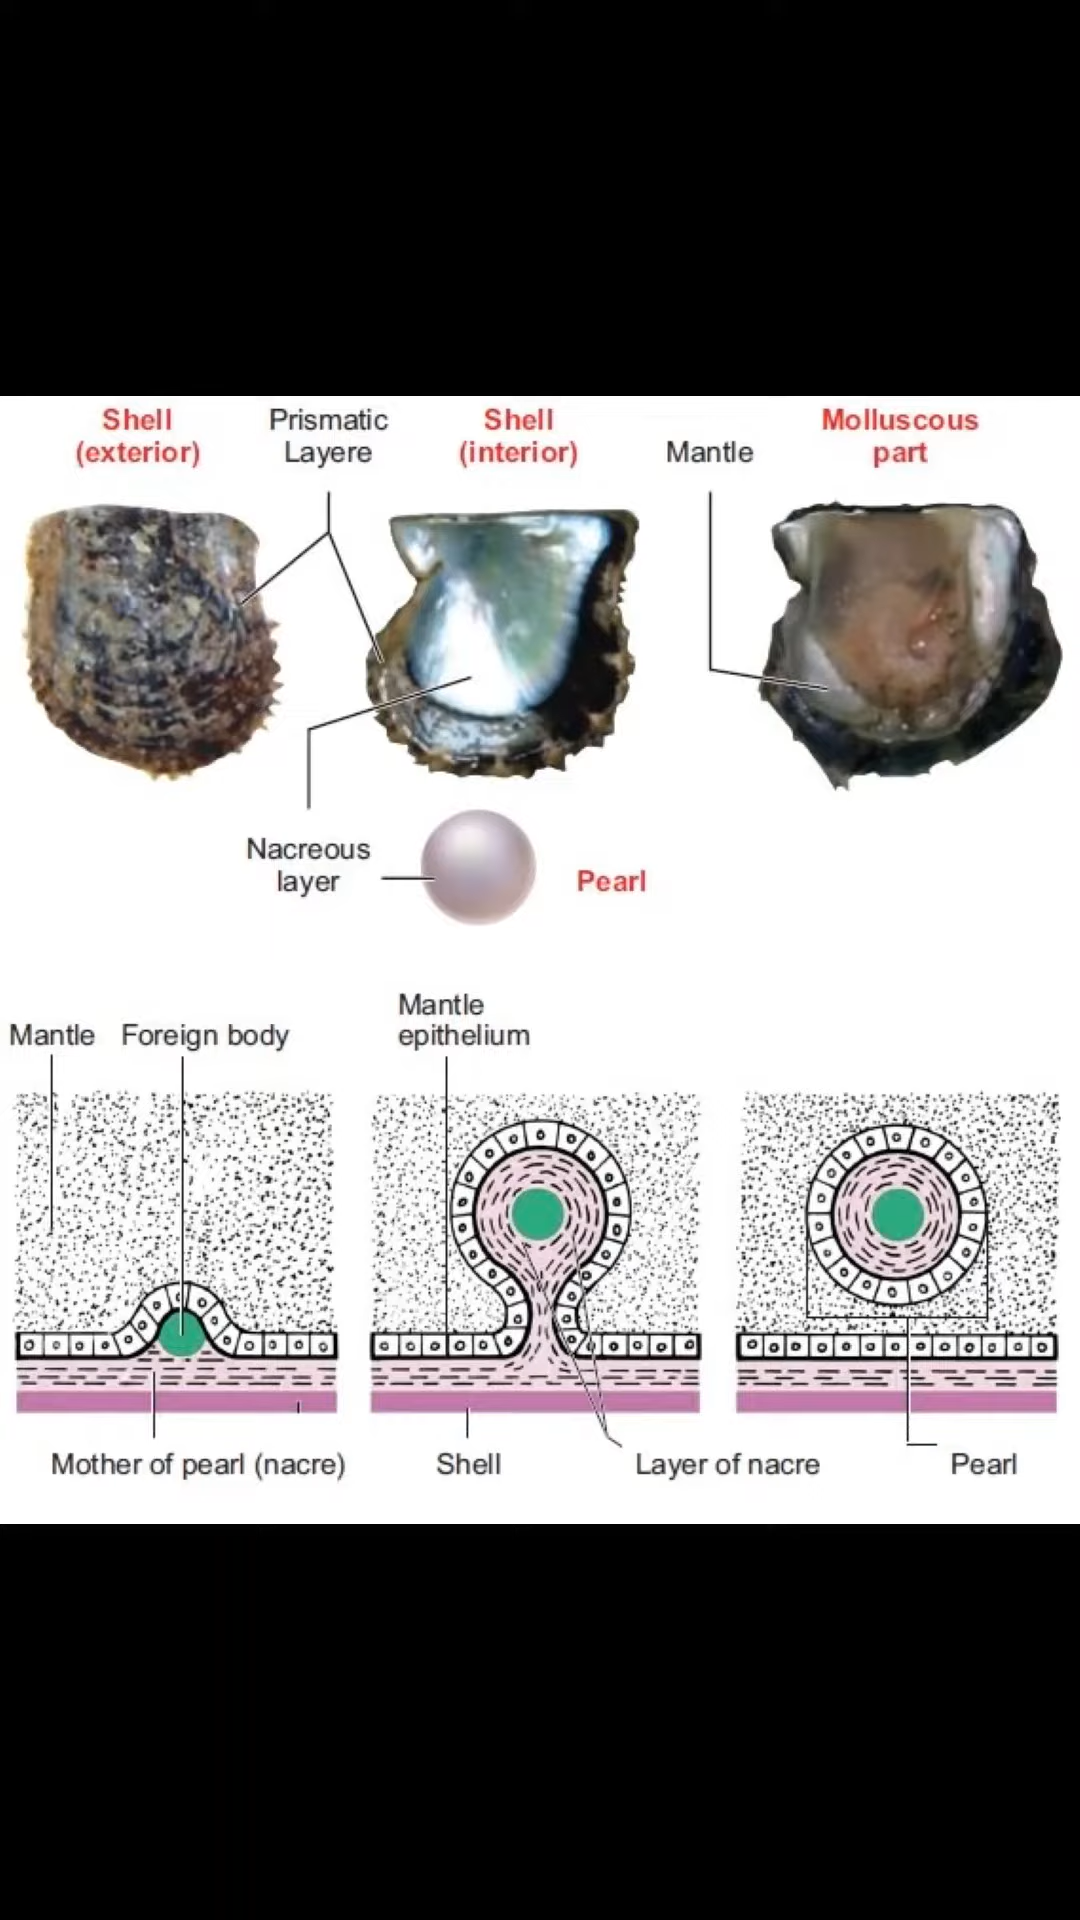 Shell
(exterior)
Prismatic
Layere
Shell
(interior)
Mantle
Molluscous
part
Nacreous
layer
Pearl
Mantle
Foreign body
Mantle
epithelium
Mother of pearl (nacre)
Shell
Layer of nacre
Pearl